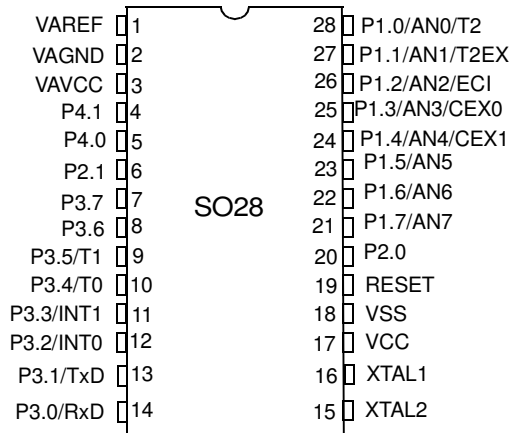 VAREF 1 28 P1.0/AN0/T2
VAGND 2 27 P1.1/AN1/T2EX
VAVCC 3 26 P1.2/AN2/ECI
P4.1 4 25 P1.3/AN3/CEX0
P4.0 5 24 P1.4/AN4/CEX1
P2.1 6 23 P1.5/AN5
P3.7 7 22 P1.6/AN6
SO28
P3.6 8 21 P1.7/AN7
P3.5/T1 9 20 P2.0
P3.4/T0 10 19 RESET
P3.3/INT1 11 18 VSS
P3.2/INT0 12 17 VCC
P3.1/TxD 13 16 XTAL1
P3.0/RxD 14 15 XTAL2